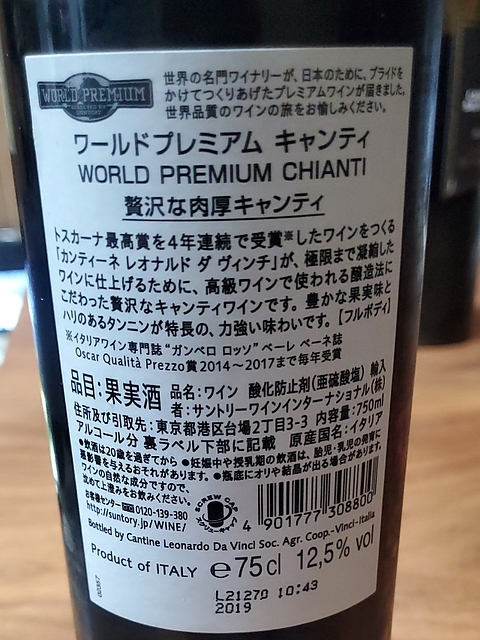 WORLD PREMIUM
世界の名門ワイナリーが、日本のために、プライドを
かけてつくりあげたプレミアムワインが届きました。
世界品質のワインの旅をお愉しみください。
ワールドプレミアム キャンティ
WORLD PREMIUM CHIANTI
贅沢な肉厚キャンティ
トスカーナ最高賞を4年連続で受賞※したワインをつくる
「カンティーネ レオナルド ダ ヴィンチ」が、極限まで凝縮した
ワインに仕上げるために、高級ワインで使われる醸造法に
こだわった贅沢なキャンティワインです。豊かな果実味と
ハリのあるタンニンが特長の、力強い味わいです。【フルボディ】
※イタリアワイン専門誌"ガンベロ ロッソ"ベーレ ベーネ誌
Oscar Qualità Prezzo賞2014～2017まで毎年受賞
品目:果実酒 品名:ワイン 酸化防止剤(亜硫酸塩) 輸入
者:サントリーワインインターナショナル(株)
住所及び引取先:東京都港区台場2丁目3-3 内容量:750ml
アルコール分 裏ラベル下部に記載 原産国名:イタリア
●飲酒は20歳を過ぎてから ●妊娠中や授乳期の飲酒は、胎児・乳児の発育に
悪影響を与えるおそれがあります。●瓶底にオリや結晶が出る場合があります。
ワインの自然な成分ですので、
沈めて上澄みをお飲みください。
お客様センター 0120-139-380
http://suntory.jp/WINE/
SCREW CAP
4 901777 308800
Bottled by Cantine Leonardo Da Vinci Soc. Agr. Coop.-Vinci-Italia
Product of ITALY ℮75cl 12,5% vol
L21270 10:43
2019